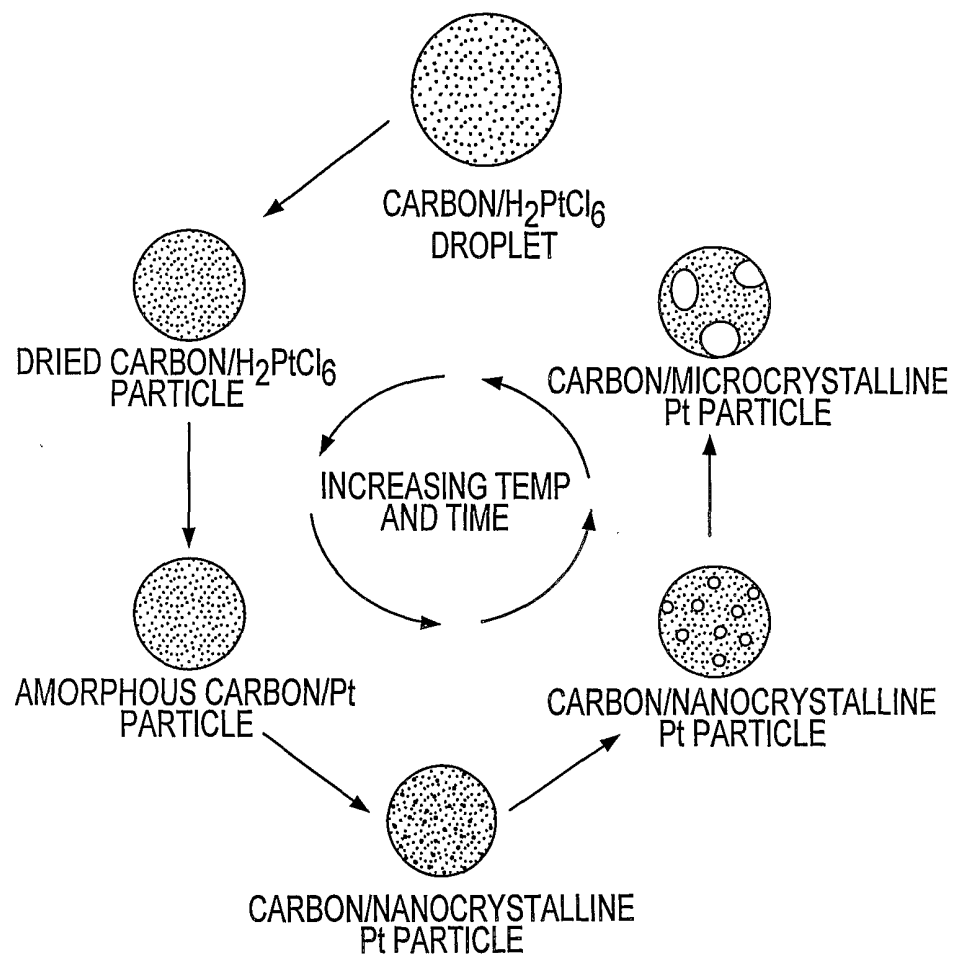 CARBON/H₂PtCl₆
DROPLET
DRIED CARBON/H₂PtCl₆
PARTICLE
CARBON/MICROCRYSTALLINE
Pt PARTICLE
INCREASING TEMP
AND TIME
AMORPHOUS CARBON/Pt
PARTICLE
CARBON/NANOCRYSTALLINE
Pt PARTICLE
CARBON/NANOCRYSTALLINE
Pt PARTICLE